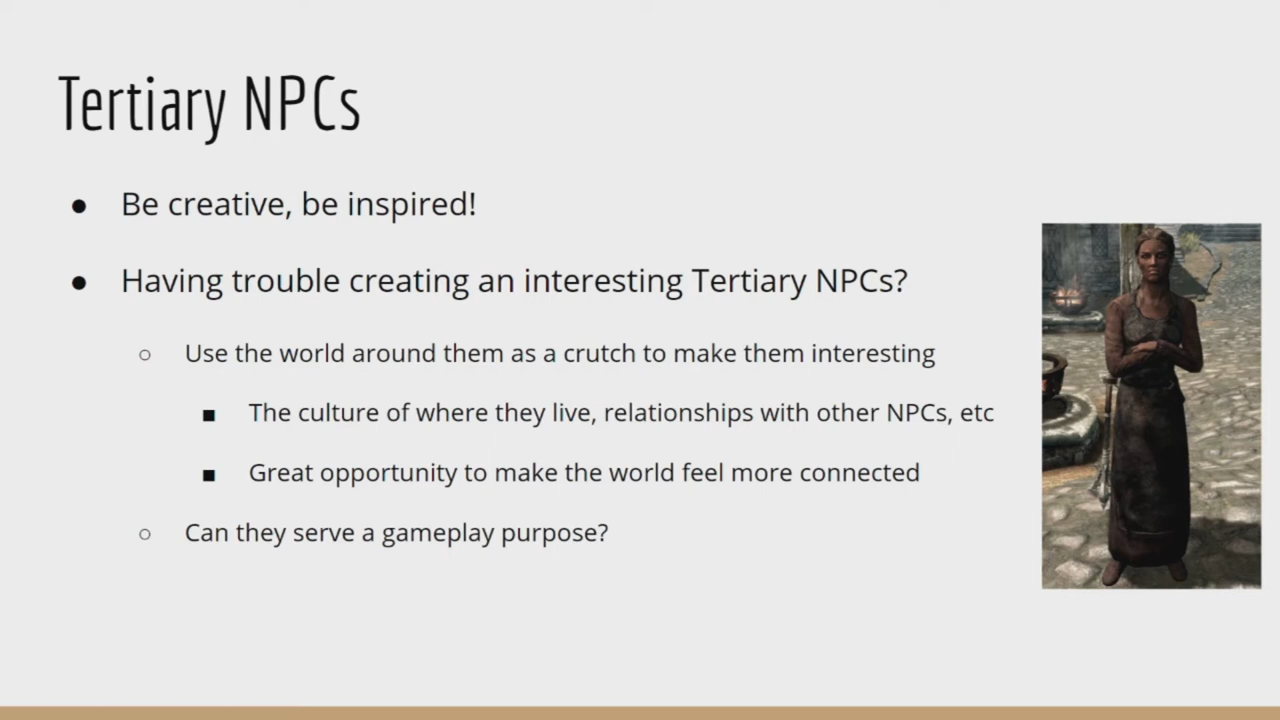 Tertiary NPCs
● Be creative, be inspired!
● Having trouble creating an interesting Tertiary NPCs?
○ Use the world around them as a crutch to make them interesting
■ The culture of where they live, relationships with other NPCs, etc
■ Great opportunity to make the world feel more connected
○ Can they serve a gameplay purpose?